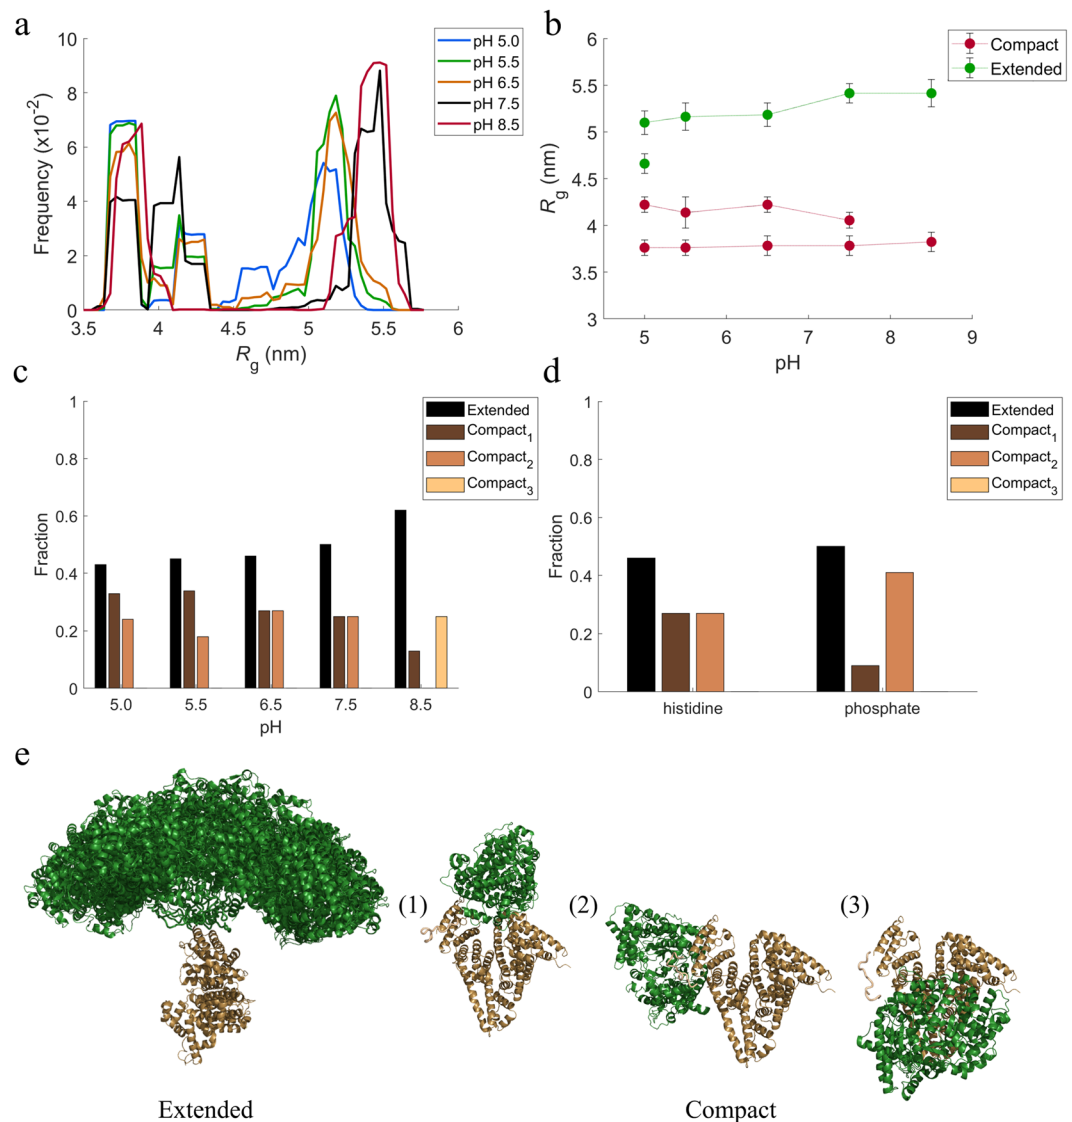 a
10
8
6
4
2
0
Frequency (x10⁻²)
3.5 4 4.5 5 5.5 6
Rg (nm)
pH 5.0
pH 5.5
pH 6.5
pH 7.5
pH 8.5
b
6
5.5
5
4.5
4
3.5
3
Rg (nm)
5 6 7 8 9
pH
Compact
Extended
c
1
0.8
0.6
0.4
0.2
0
Fraction
5.0 5.5 6.5 7.5 8.5
pH
Extended
Compact₁
Compact₂
Compact₃
d
1
0.8
0.6
0.4
0.2
0
Fraction
histidine phosphate
Extended
Compact₁
Compact₂
Compact₃
e
(1) (2) (3)
Extended Compact